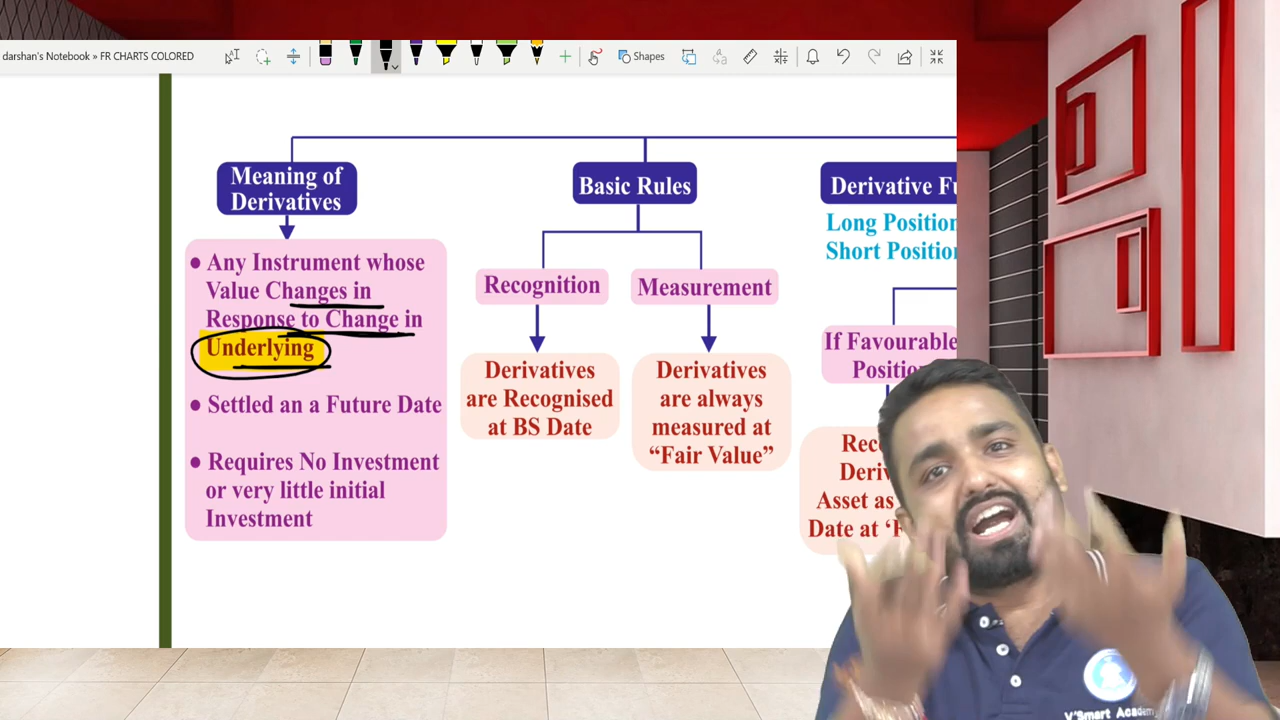 darshan's Notebook » FR CHARTS COLORED
Shapes
Meaning of
Derivatives
• Any Instrument whose
Value Changes in
Response to Change in
Underlying
• Settled an a Future Date
• Requires No Investment
or very little initial
Investment
Basic Rules
Recognition
Derivatives
are Recognised
at BS Date
Measurement
Derivatives
are always
measured at
“Fair Value”
Derivative Fu
Long Position
Short Position
If Favourable
Position
Rec
Deriv
Asset as
Date at ‘F
V'Smart Academy